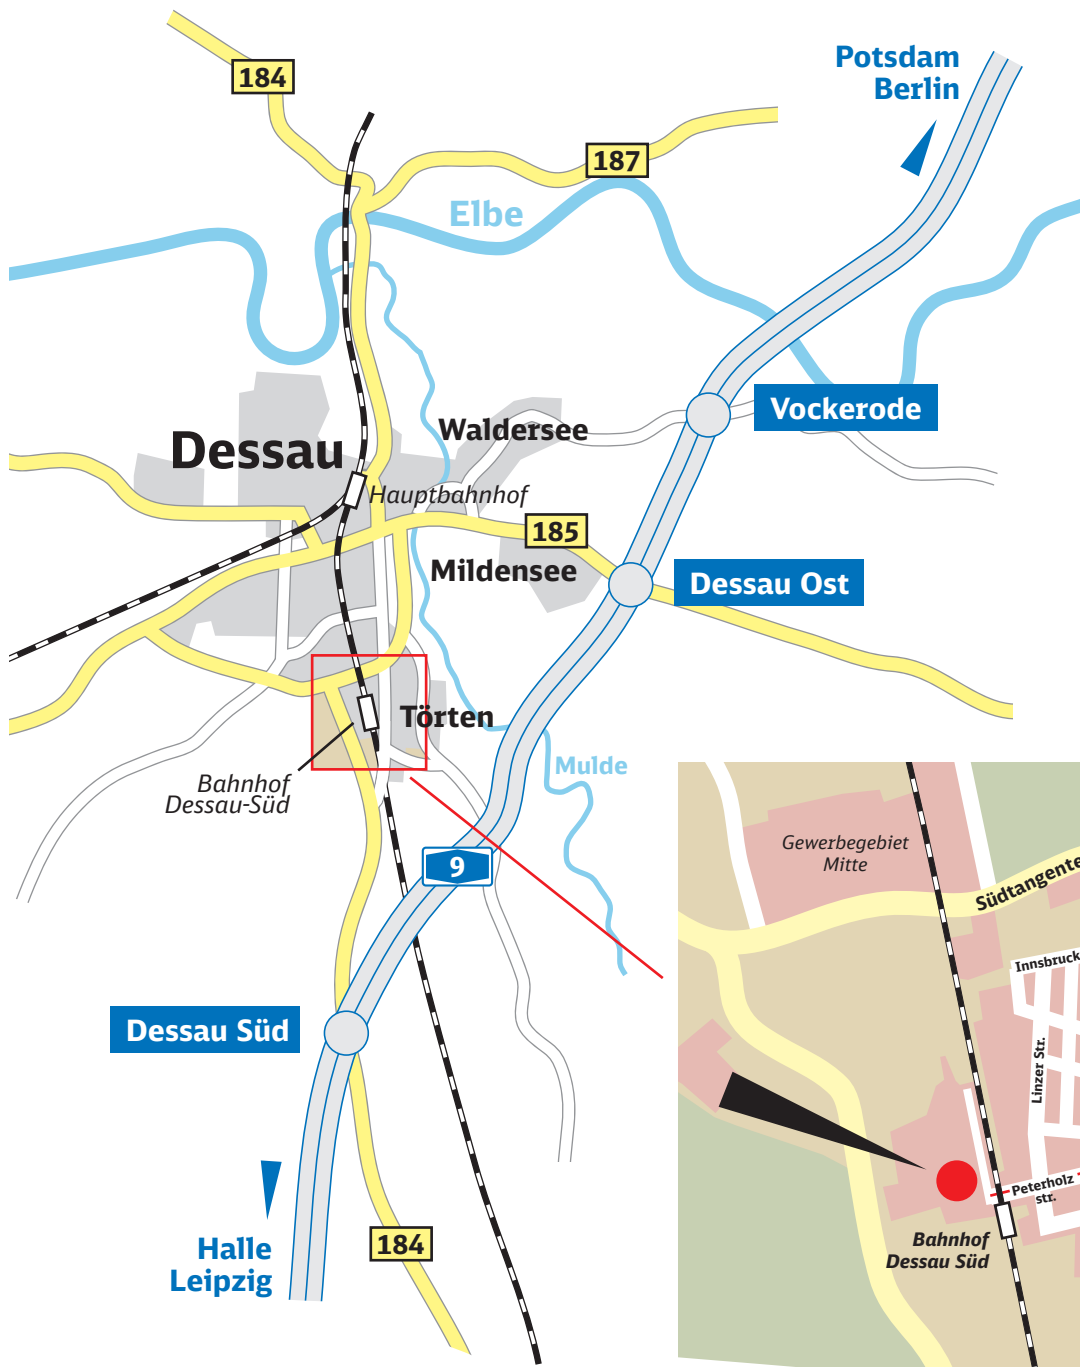 184
Potsdam
Berlin
187
Elbe
Vockerode
Waldersee
Dessau
Hauptbahnhof
185
Mildensee
Dessau Ost
Törten
Bahnhof
Dessau-Süd
Mulde
9
Dessau Süd
Halle
Leipzig
184
Gewerbegebiet
Mitte
Südtangente
Innsbruck
Linzer Str.
Peterholz
str.
Bahnhof
Dessau Süd